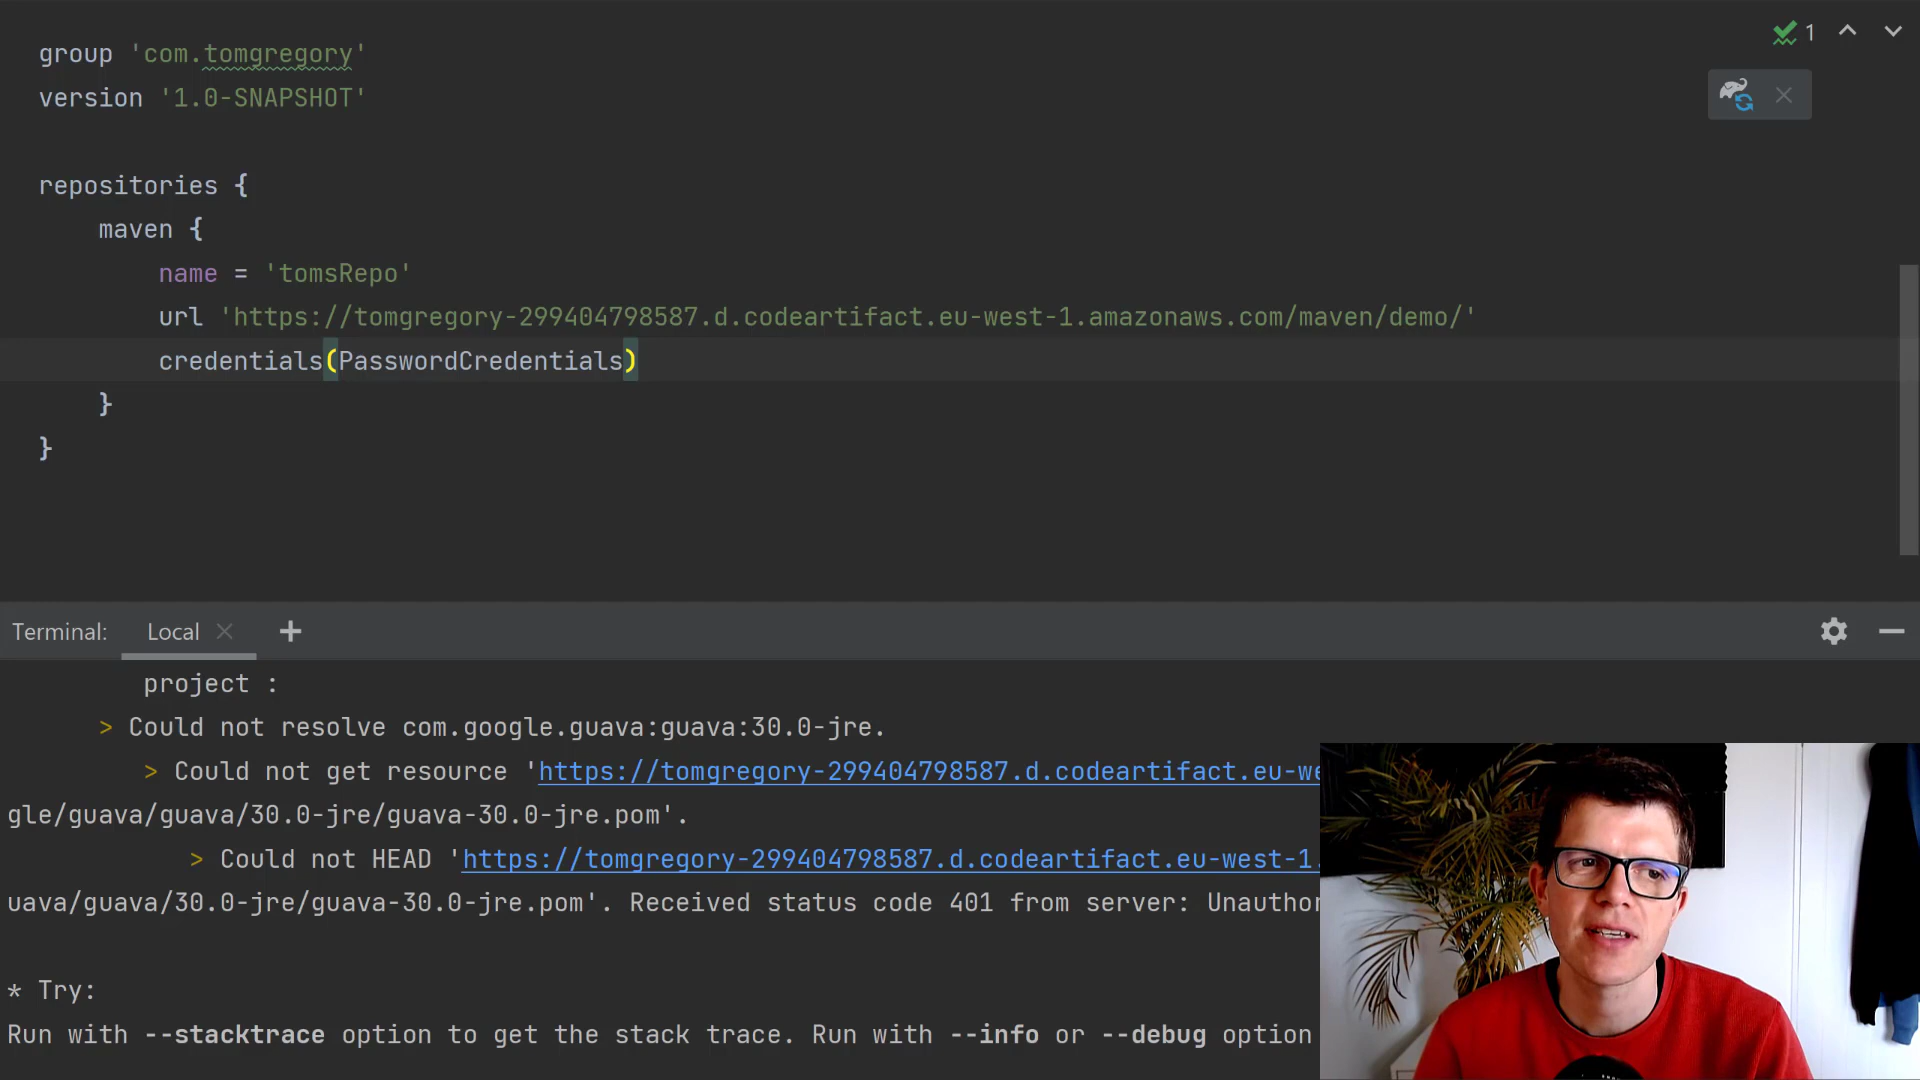 group 'com.tomgregory'
version '1.0-SNAPSHOT'
1
repositories {
maven {
name = 'tomsRepo'
url 'https://tomgregory-299404798587.d.codeartifact.eu-west-1.amazonaws.com/maven/demo/'
credentials(PasswordCredentials)
}
}
Terminal: Local
project :
> Could not resolve com.google.guava:guava:30.0-jre.
> Could not get resource 'https://tomgregory-299404798587.d.codeartifact.eu-we
gle/guava/guava/30.0-jre/guava-30.0-jre.pom'.
> Could not HEAD 'https://tomgregory-299404798587.d.codeartifact.eu-west-1.
uava/guava/30.0-jre/guava-30.0-jre.pom'. Received status code 401 from server: Unauthor
* Try:
Run with --stacktrace option to get the stack trace. Run with --info or --debug option